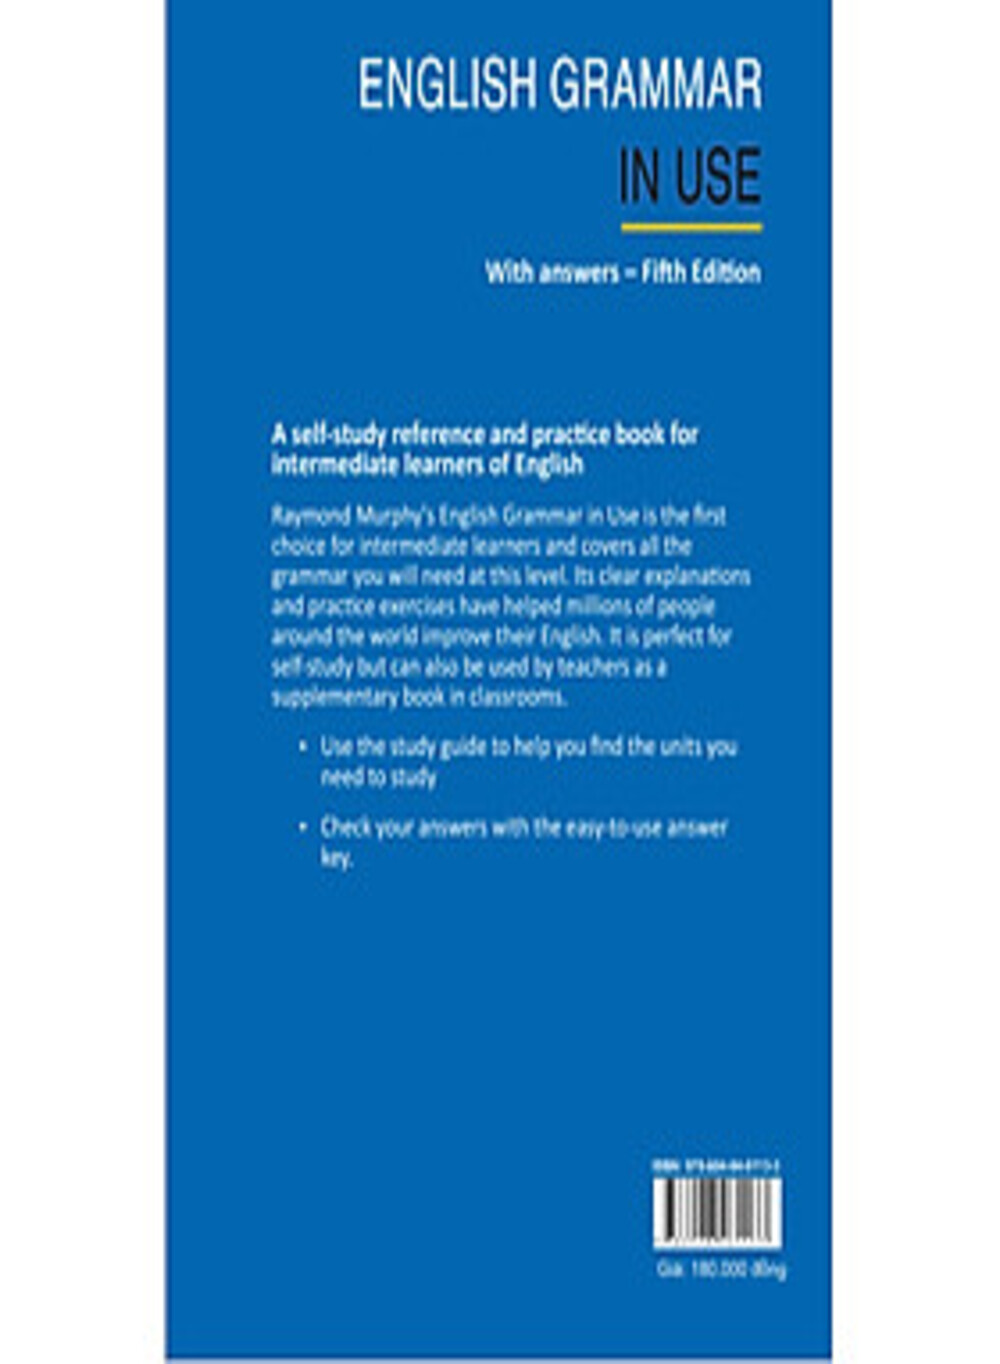 ENGLISH GRAMMAR
IN USE
With answers – Fifth Edition
A self-study reference and practice book for
intermediate learners of English
Raymond Murphy's English Grammar in Use is the first
choice for intermediate learners and covers all the
grammar you will need at this level. Its clear explanations
and practice exercises have helped millions of people
around the world improve their English. It is perfect for
self-study but can also be used by teachers as a
supplementary book in classrooms.
• Use the study guide to help you find the units you
need to study
• Check your answers with the easy-to-use answer
key.
ISBN:
Giá: 180.000 đồng